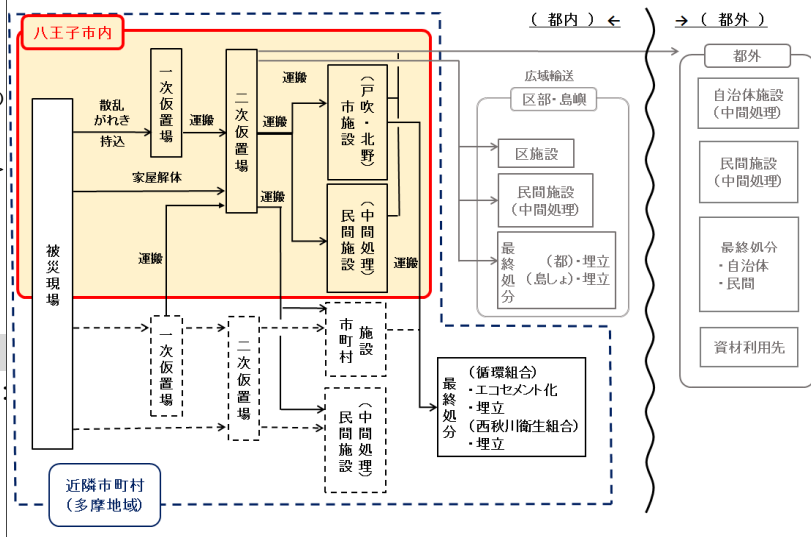 (都内) ←
→ (都外)
八王子市内
都外
広域輸送
区部・島嶼
自治体施設
(中間処理)
散乱
がれき
持込
一次仮置場
運搬
二次仮置場
運搬
市施設
(戸吹・北野)
区施設
民間施設
(中間処理)
家屋解体
運搬
民間施設
(中間処理)
民間施設
(中間処理)
被災現場
運搬
運搬
最終処分
(都)・埋立
(島しょ)・埋立
最終処分
・自治体
・民間
一次仮置場
二次仮置場
市町村
施設
資材利用先
最終処分
(循環組合)
・エコセメント化
・埋立
(西秋川衛生組合)
・埋立
民間施設
(中間処理)
近隣市町村
(多摩地域)